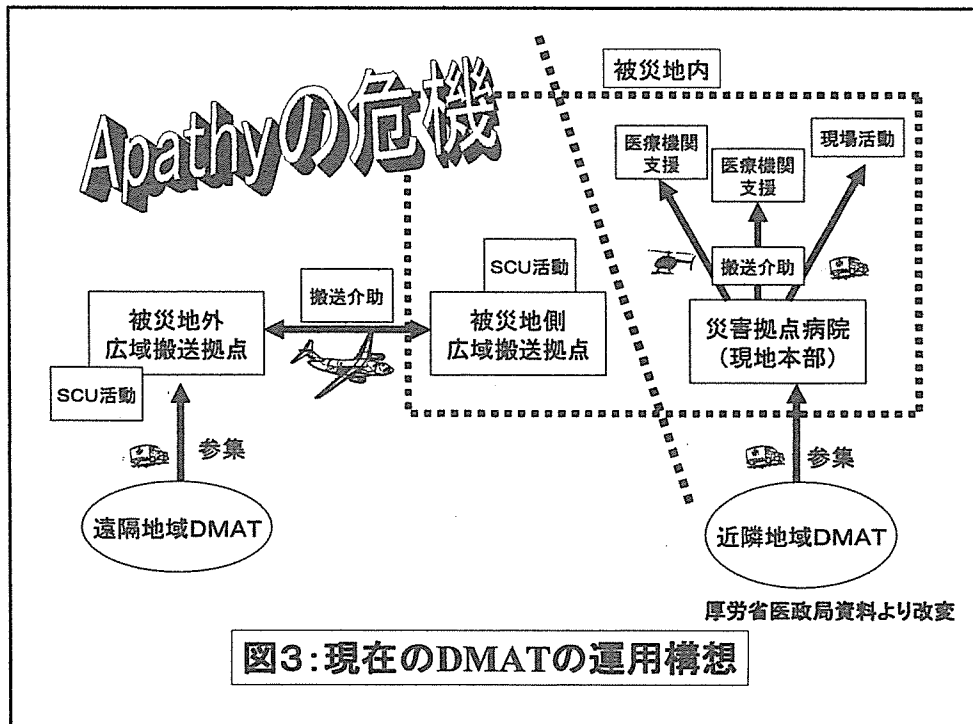 Apathyの危機
被災地内
医療機関
支援
医療機関
支援
現場活動
搬送介助
災害拠点病院
（現地本部）
SCU活動
被災地側
広域搬送拠点
搬送介助
被災地外
広域搬送拠点
SCU活動
参集
遠隔地域DMAT
参集
近隣地域DMAT
厚労省医政局資料より改変
図3：現在のDMATの運用構想